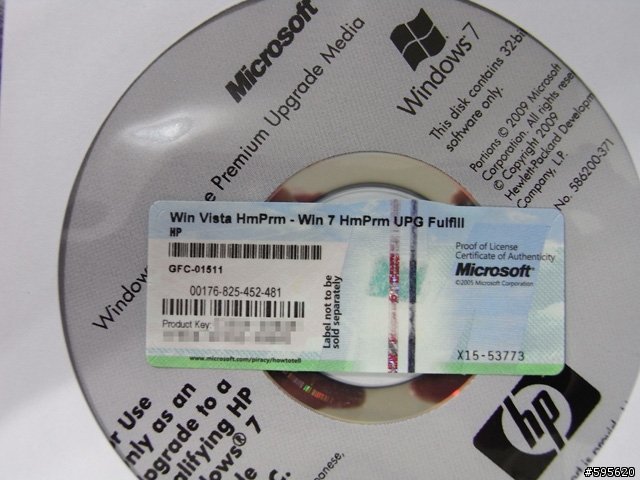 Microsoft
Windows 7
Premium Upgrade Media
Windows
This disk contains 32-bi
software only.
Portions © 2009 Microsoft
Corporation. All rights rese
© Copyright 2009
Hewlett-Packard Developm
Company, L.P.
No. 586200-371
Win Vista HmPrm - Win 7 HmPrm UPG Fulfill
HP
GFC-01511
00176-825-452-481
Product Key:
Label not to be
sold separately
www.microsoft.com/piracy/howtotell
Proof of License
Certificate of Authenticity
Microsoft
©2005 Microsoft Corporation
X15-53773
r Use
nly as an
pgrade to a
alifying HP
dows® 7
C.
hp
#595620